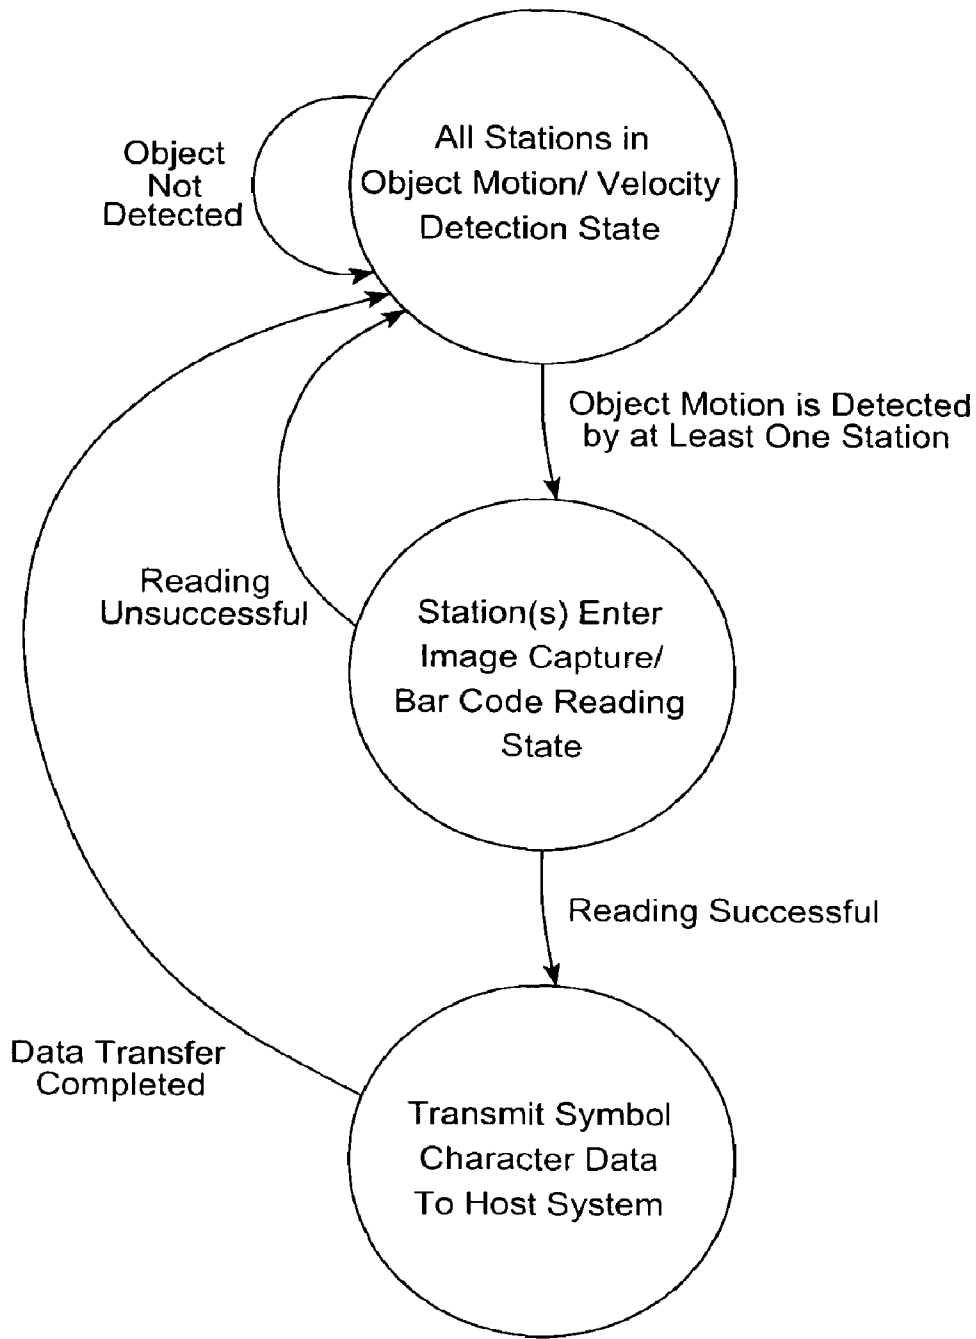 All Stations in
Object Motion/ Velocity
Detection State
Object
Not
Detected
Object Motion is Detected
by at Least One Station
Reading
Unsuccessful
Station(s) Enter
Image Capture/
Bar Code Reading
State
Reading Successful
Data Transfer
Completed
Transmit Symbol
Character Data
To Host System